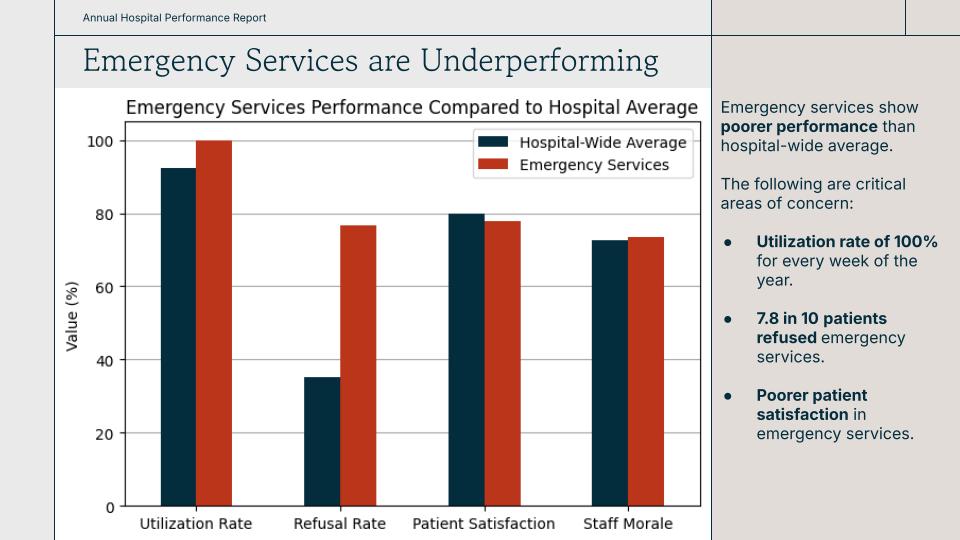 Annual Hospital Performance Report
Emergency Services are Underperforming
Emergency Services Performance Compared to Hospital Average
Hospital-Wide Average
Emergency Services
Value (%)
100
80
60
40
20
0
Utilization Rate
Refusal Rate
Patient Satisfaction
Staff Morale
Emergency services show
poorer performance than
hospital-wide average.
The following are critical
areas of concern:
● Utilization rate of 100%
for every week of the
year.
● 7.8 in 10 patients
refused emergency
services.
● Poorer patient
satisfaction in
emergency services.